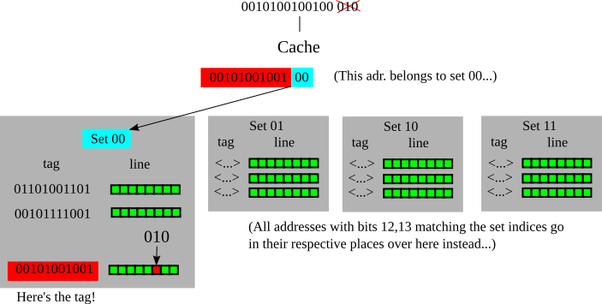 0010100100100 010
Cache
00101001001 00
(This adr. belongs to set 00...)
Set 00
tag line
01101001101
00101111001
010
00101001001
Here's the tag!
Set 01
tag line
<...>
<...>
<...>
Set 10
tag line
<...>
<...>
<...>
Set 11
tag line
<...>
<...>
<...>
(All addresses with bits 12,13 matching the set indices go
in their respective places over here instead...)